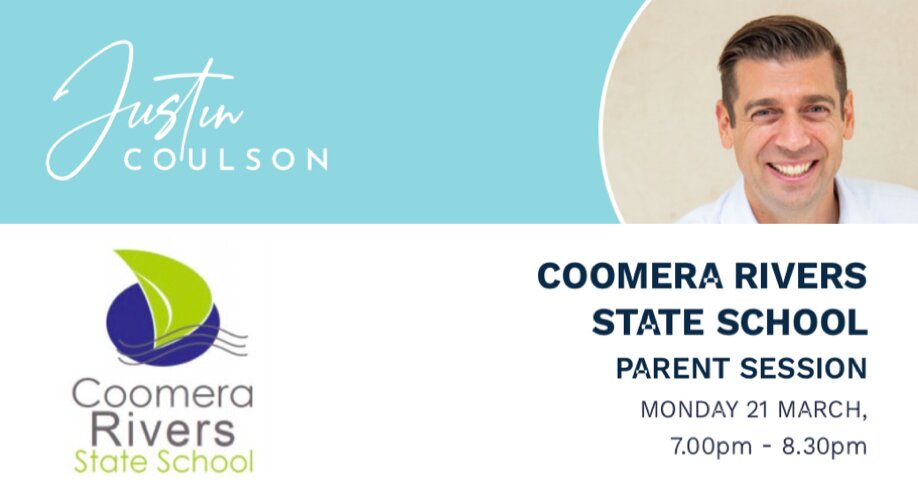 Justin
COULSON
COOMERA RIVERS
STATE SCHOOL
PARENT SESSION
MONDAY 21 MARCH,
7.00pm - 8.30pm
Coomera
Rivers
State School